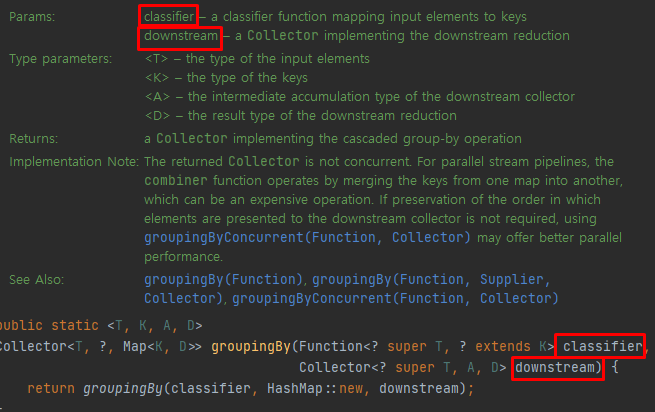 Params: classifier – a classifier function mapping input elements to keys
downstream – a Collector implementing the downstream reduction
Type parameters: <T> – the type of the input elements
<K> – the type of the keys
<A> – the intermediate accumulation type of the downstream collector
<D> – the result type of the downstream reduction
Returns: a Collector implementing the cascaded group-by operation
Implementation Note: The returned Collector is not concurrent. For parallel stream pipelines, the
combiner function operates by merging the keys from one map into another,
which can be an expensive operation. If preservation of the order in which
elements are presented to the downstream collector is not required, using
groupingByConcurrent(Function, Collector) may offer better parallel
performance.
See Also: groupingBy(Function), groupingBy(Function, Supplier,
Collector), groupingByConcurrent(Function, Collector)
public static <T, K, A, D>
Collector<T, ?, Map<K, D>> groupingBy(Function<? super T, ? extends K> classifier,
Collector<? super T, A, D> downstream) {
return groupingBy(classifier, HashMap::new, downstream);